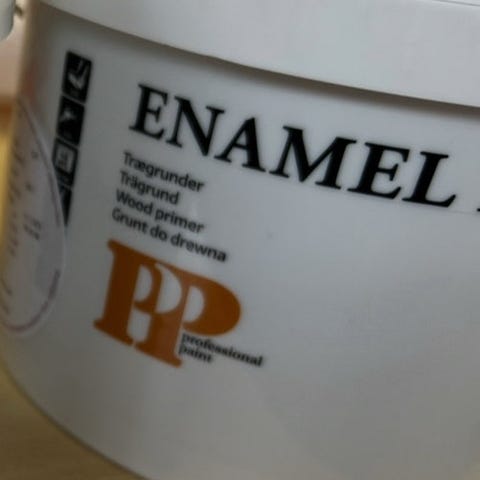 ENAMEL
Trægrunder
Trägrund
Wood primer
Grunt do drewna
PP
professional
paint